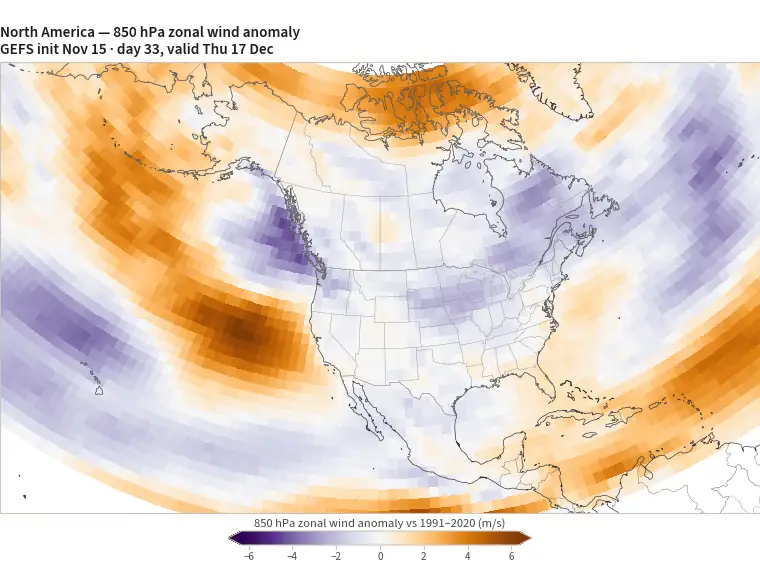 North America — 850 hPa zonal wind anomaly
GEFS init Nov 15 · day 33, valid Thu 17 Dec
850 hPa zonal wind anomaly vs 1991–2020 (m/s)
−6 −4 −2 0 2 4 6